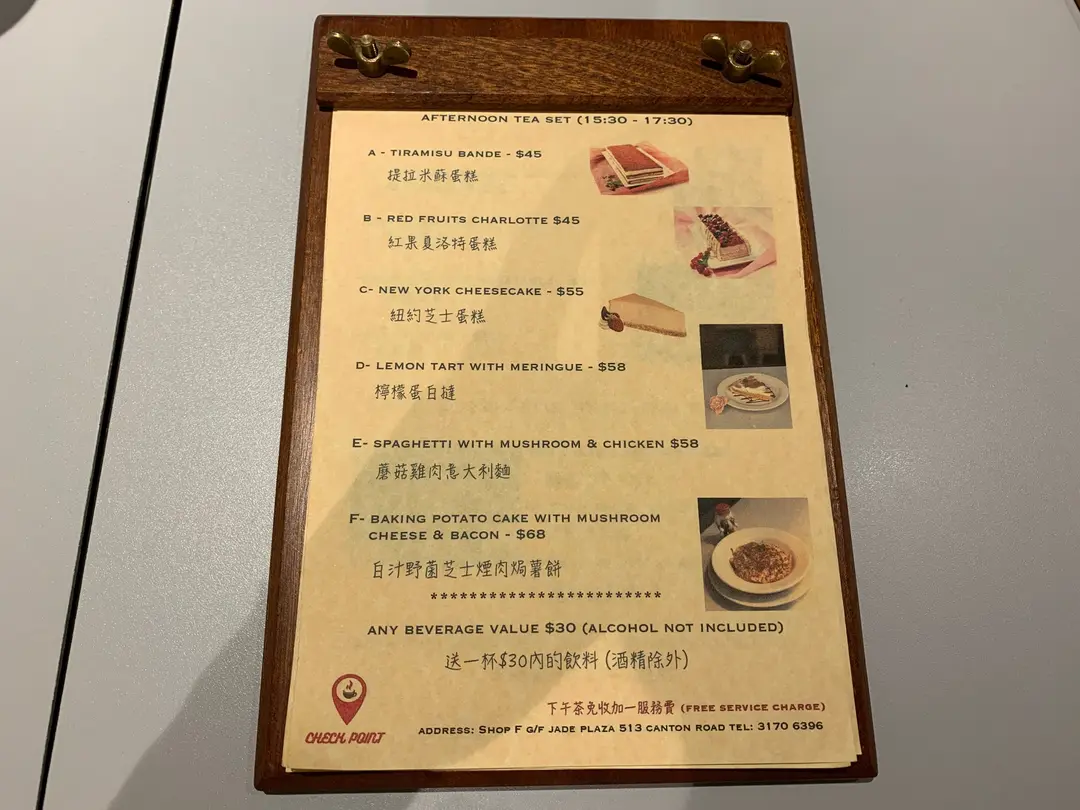 AFTERNOON TEA SET (15:30 - 17:30)
A - TIRAMISU BANDE - $45
提拉米蘇蛋糕
B - RED FRUITS CHARLOTTE $45
紅果夏洛特蛋糕
C- NEW YORK CHEESECAKE - $55
紐約芝士蛋糕
D- LEMON TART WITH MERINGUE - $58
檸檬蛋白撻
E- SPAGHETTI WITH MUSHROOM & CHICKEN $58
蘑菇雞肉意大利麵
F- BAKING POTATO CAKE WITH MUSHROOM
CHEESE & BACON - $68
白汁野菌芝士煙肉焗薯餅
************************
ANY BEVERAGE VALUE $30 (ALCOHOL NOT INCLUDED)
送一杯$30內的飲料 (酒精除外)
下午茶免收加一服務費 (FREE SERVICE CHARGE)
CHECK POINT
ADDRESS: SHOP F G/F JADE PLAZA 513 CANTON ROAD TEL: 3170 6396